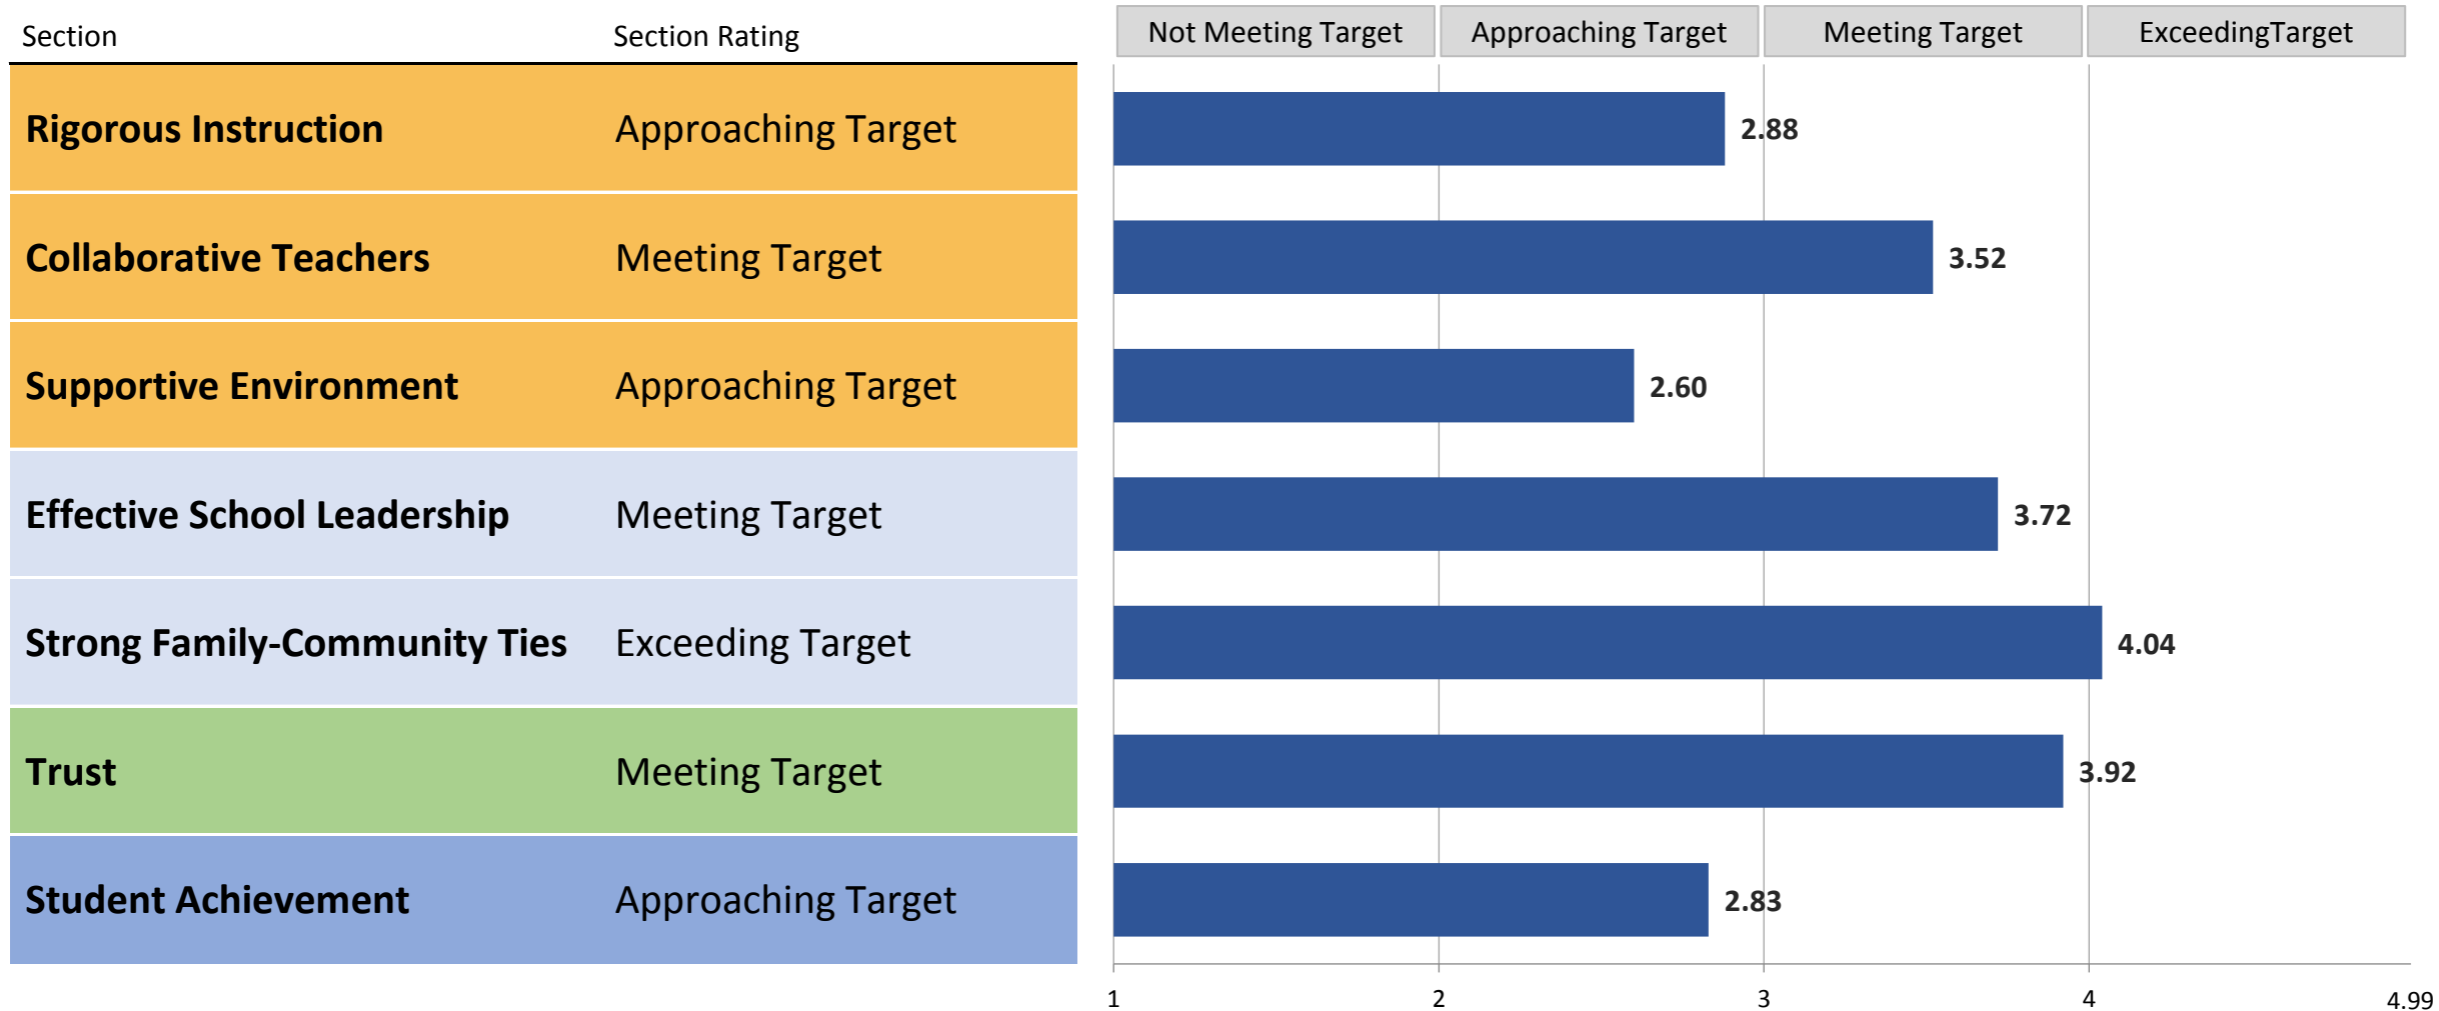 Section Section Rating Not Meeting Target Approaching Target Meeting Target ExceedingTarget
Rigorous Instruction Approaching Target 2.88
Collaborative Teachers Meeting Target 3.52
Supportive Environment Approaching Target 2.60
Effective School Leadership Meeting Target 3.72
Strong Family-Community Ties Exceeding Target 4.04
Trust Meeting Target 3.92
Student Achievement Approaching Target 2.83
1 2 3 4 4.99